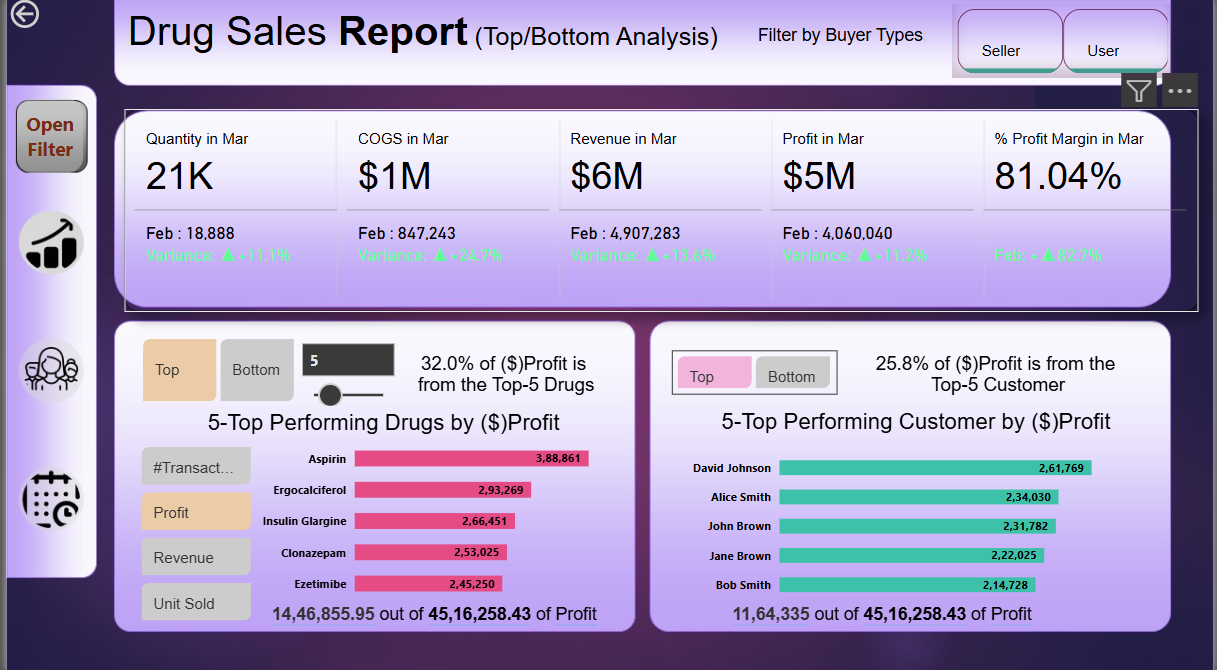 Drug Sales Report (Top/Bottom Analysis)
Filter by Buyer Types
Seller
User
Open
Filter
Quantity in Mar
21K
Feb : 18,888
Variance: ▲+11.1%
COGS in Mar
$1M
Feb : 847,243
Variance: ▲+24.7%
Revenue in Mar
$6M
Feb : 4,907,283
Variance: ▲+13.6%
Profit in Mar
$5M
Feb : 4,060,040
Variance: ▲+11.2%
% Profit Margin in Mar
81.04%
Feb: +▲82.7%
Top
Bottom
5
32.0% of ($)Profit is
from the Top-5 Drugs
5-Top Performing Drugs by ($)Profit
#Transact...
Profit
Revenue
Unit Sold
Aspirin 3,88,861
Ergocalciferol 2,93,269
Insulin Glargine 2,66,451
Clonazepam 2,53,025
Ezetimibe 2,45,250
14,46,855.95 out of 45,16,258.43 of Profit
Top
Bottom
25.8% of ($)Profit is from the
Top-5 Customer
5-Top Performing Customer by ($)Profit
David Johnson 2,61,769
Alice Smith 2,34,030
John Brown 2,31,782
Jane Brown 2,22,025
Bob Smith 2,14,728
11,64,335 out of 45,16,258.43 of Profit